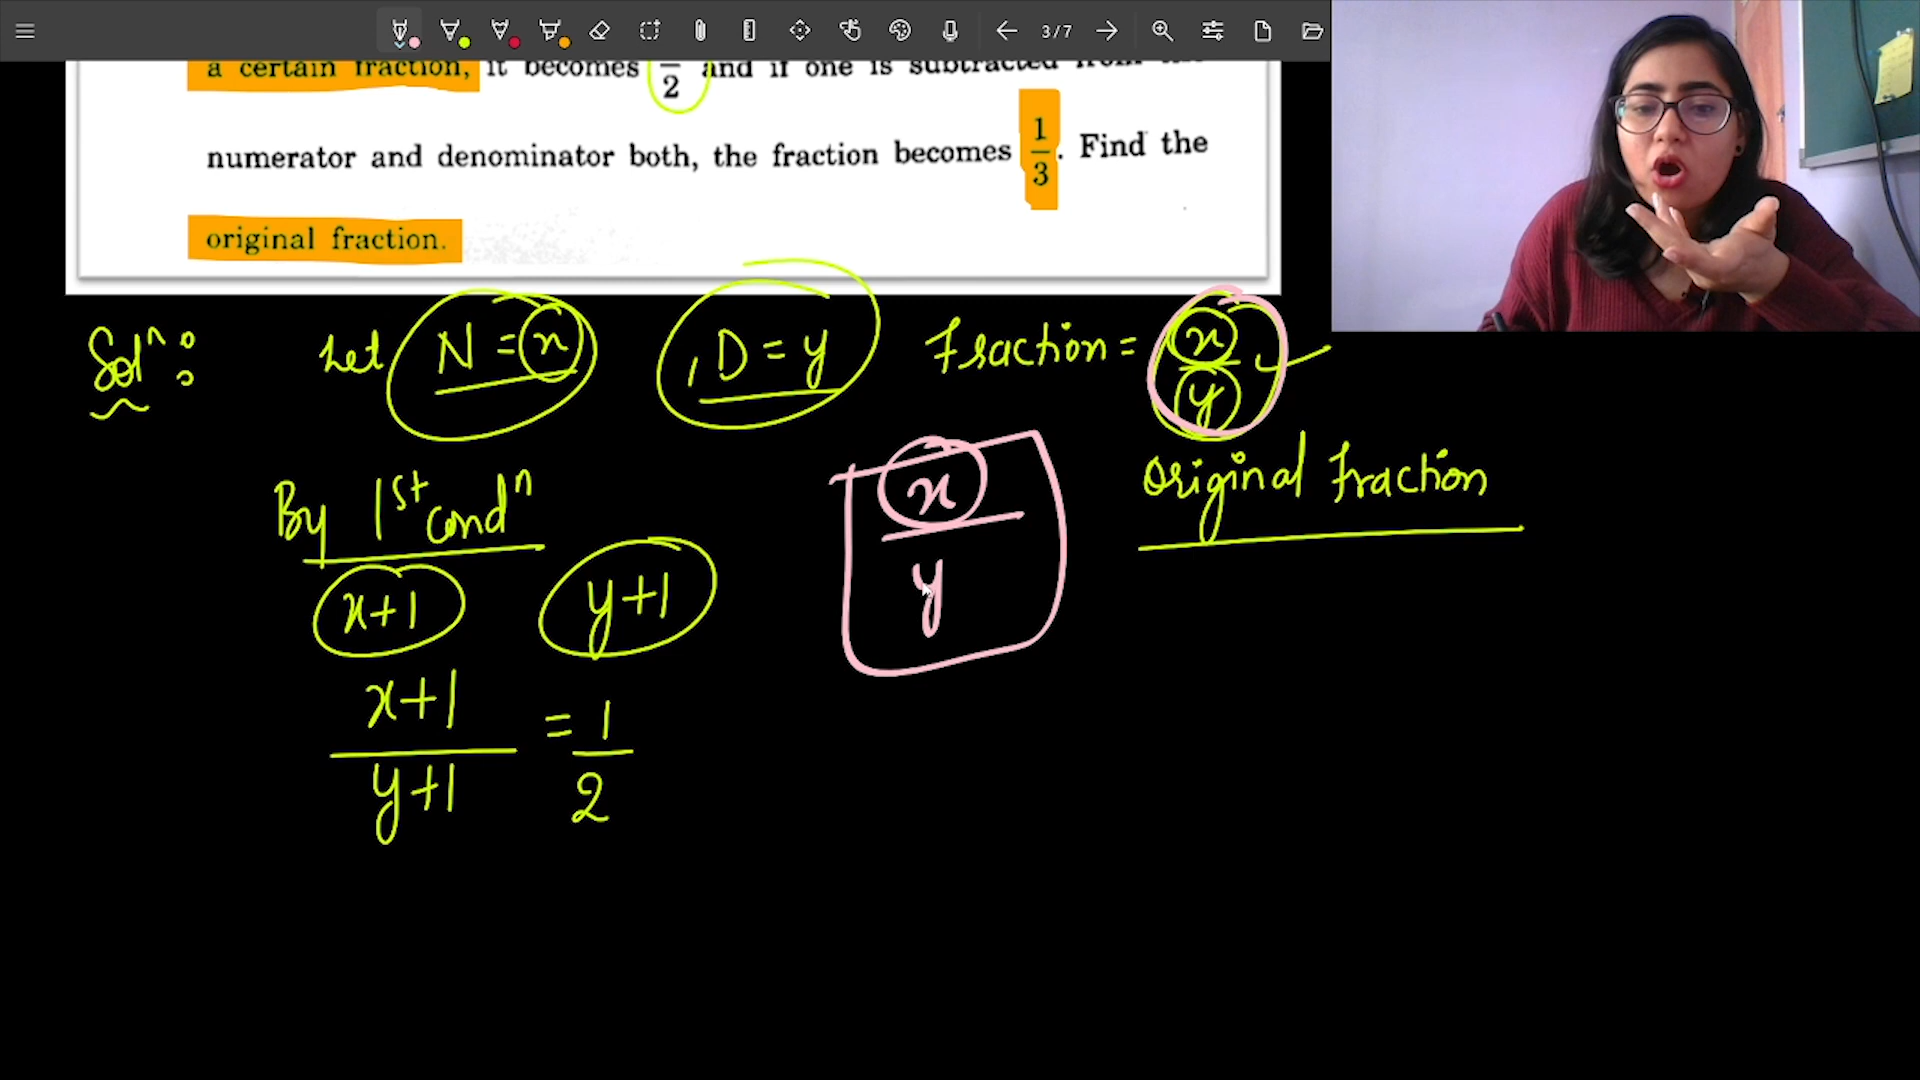 3/7
a certain fraction, it becomes
2
and if one is subtracted from
numerator and denominator both, the fraction becomes 1/3. Find the
original fraction.
Solⁿ: Let N = x , D = y Fraction = x/y
Original Fraction
By 1st condⁿ
x+1 y+1
x/y
x+1/y+1 = 1/2